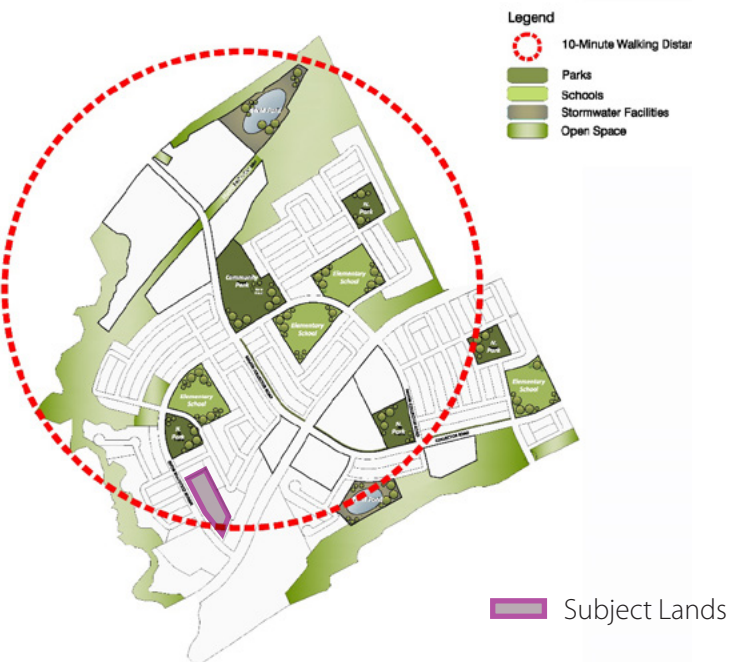 Legend
10-Minute Walking Distan
Parks
Schools
Stormwater Facilities
Open Space
N.
Park
Community
Park
Elementary
School
Elementary
School
N.
Park
Elementary
School
Elementary
School
N.
Park
N.
Park
COLLECTOR ROAD
Subject Lands